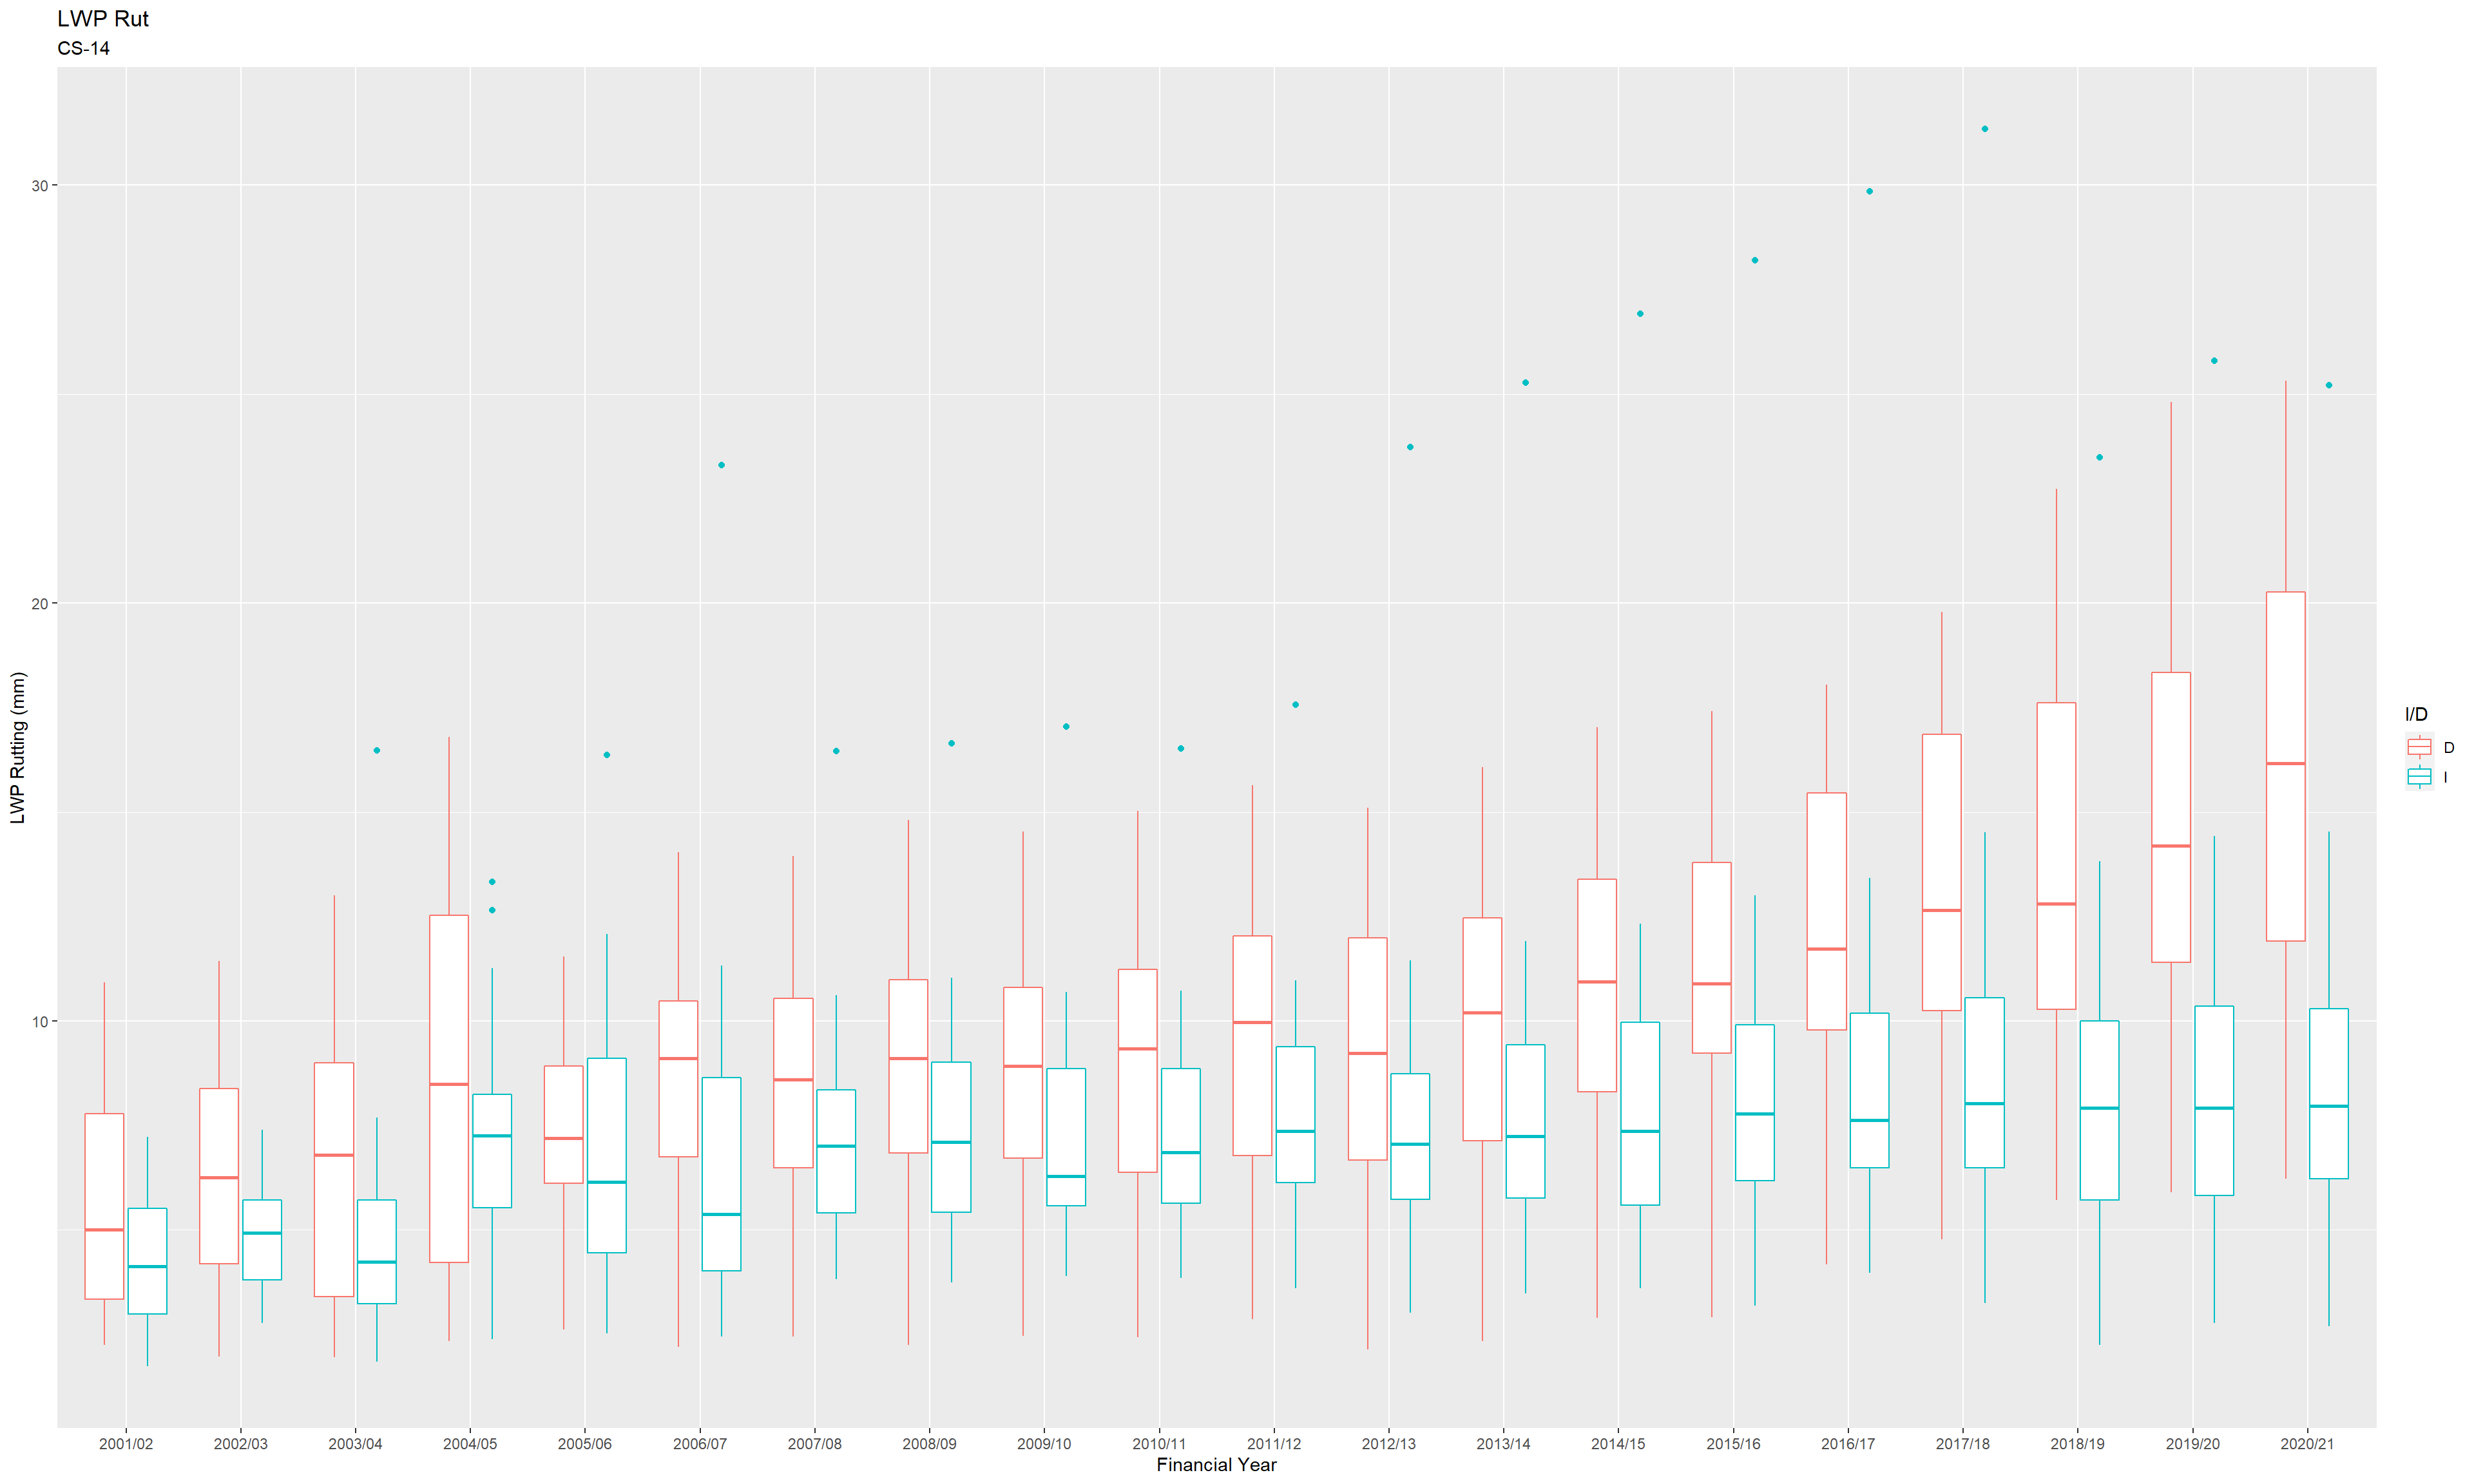 LWP Rut
CS-14
30
20
10
LWP Rutting (mm)
2001/02 2002/03 2003/04 2004/05 2005/06 2006/07 2007/08 2008/09 2009/10 2010/11 2011/12 2012/13 2013/14 2014/15 2015/16 2016/17 2017/18 2018/19 2019/20 2020/21
Financial Year
I/D
D
I